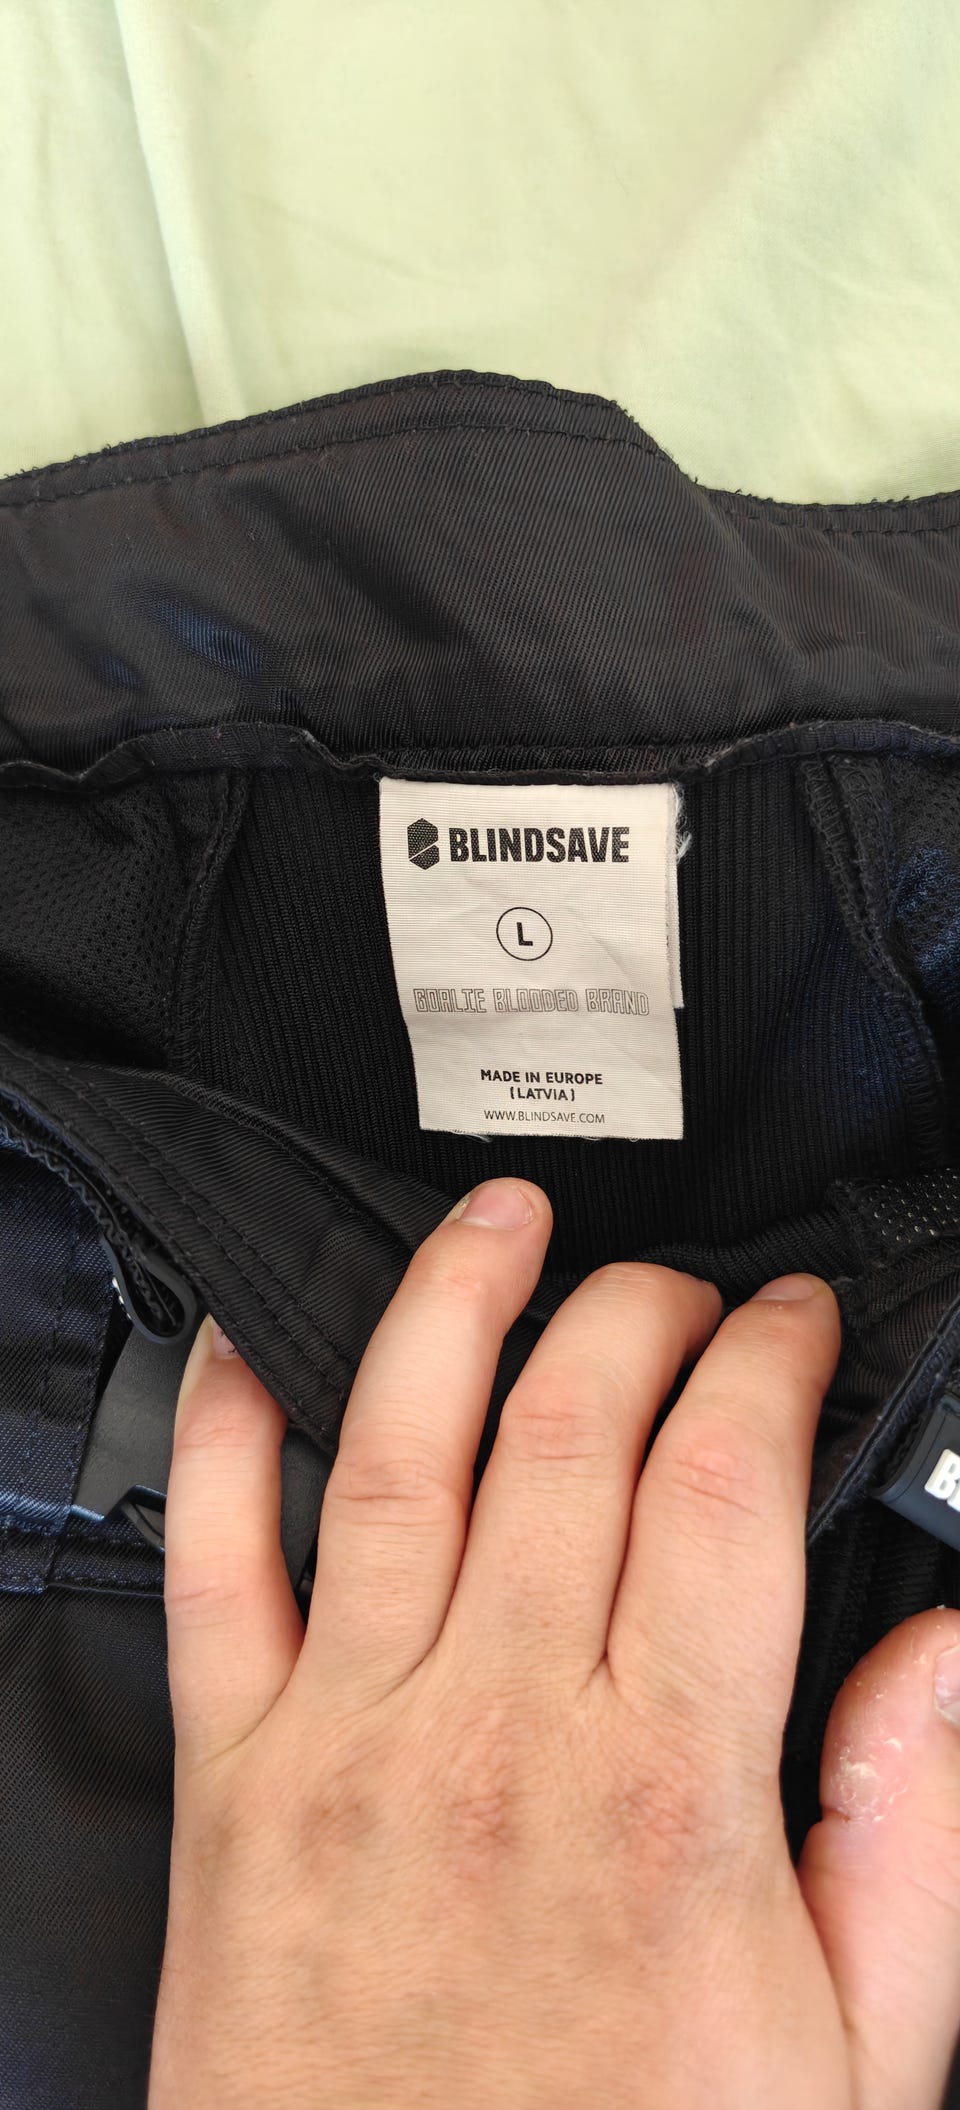 BLINDSAVE
L
GOALIE BLOODED BRAND
MADE IN EUROPE
(LATVIA)
WWW.BLINDSAVE.COM